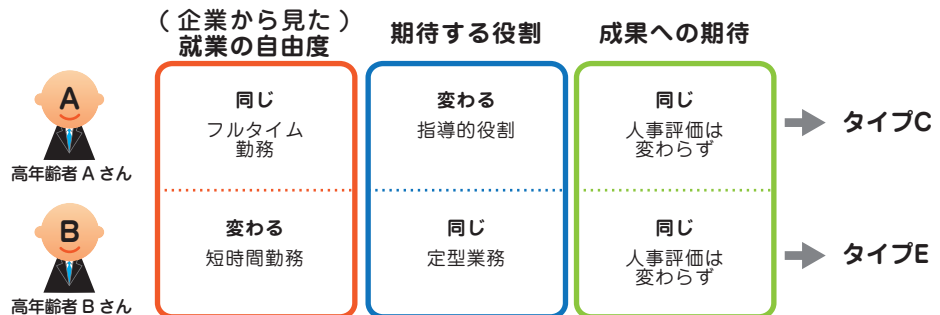 （企業から見た）
就業の自由度
期待する役割
成果への期待
A
高年齢者Aさん
同じ
フルタイム
勤務
変わる
指導的役割
同じ
人事評価は
変わらず
タイプC
B
高年齢者Bさん
変わる
短時間勤務
同じ
定型業務
同じ
人事評価は
変わらず
タイプE